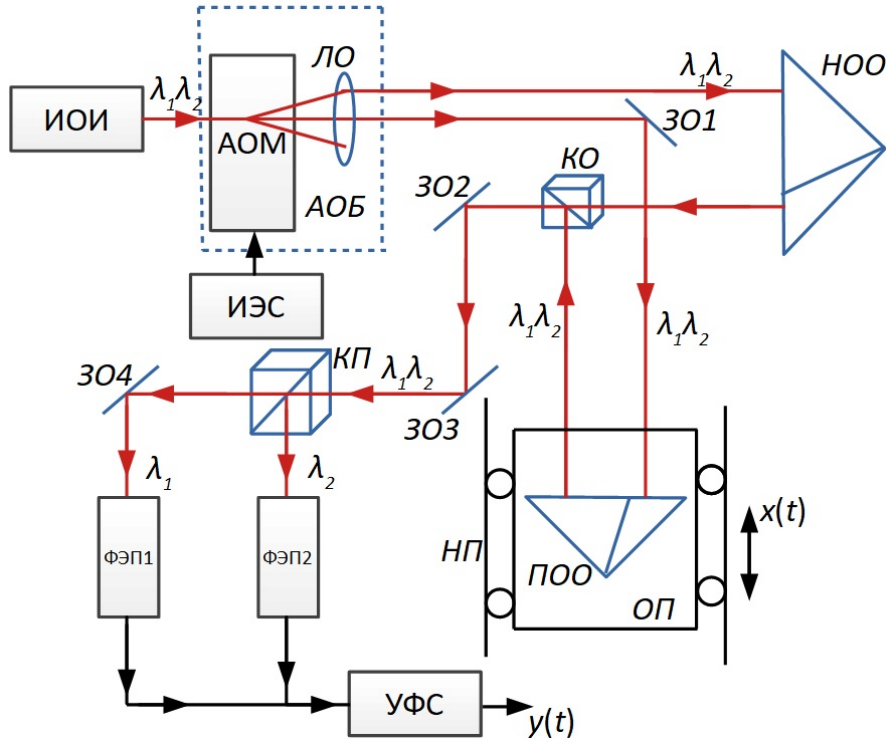 ЛО
λ₁λ₂
λ₁λ₂
НОО
ИОИ
АОМ
ЗО1
КО
ЗО2
АОБ
ИЭС
λ₁λ₂
λ₁λ₂
КП
λ₁λ₂
ЗО4
ЗО3
λ₁
λ₂
x(t)
ФЭП1
ФЭП2
НП
ПОО
ОП
УФС
y(t)